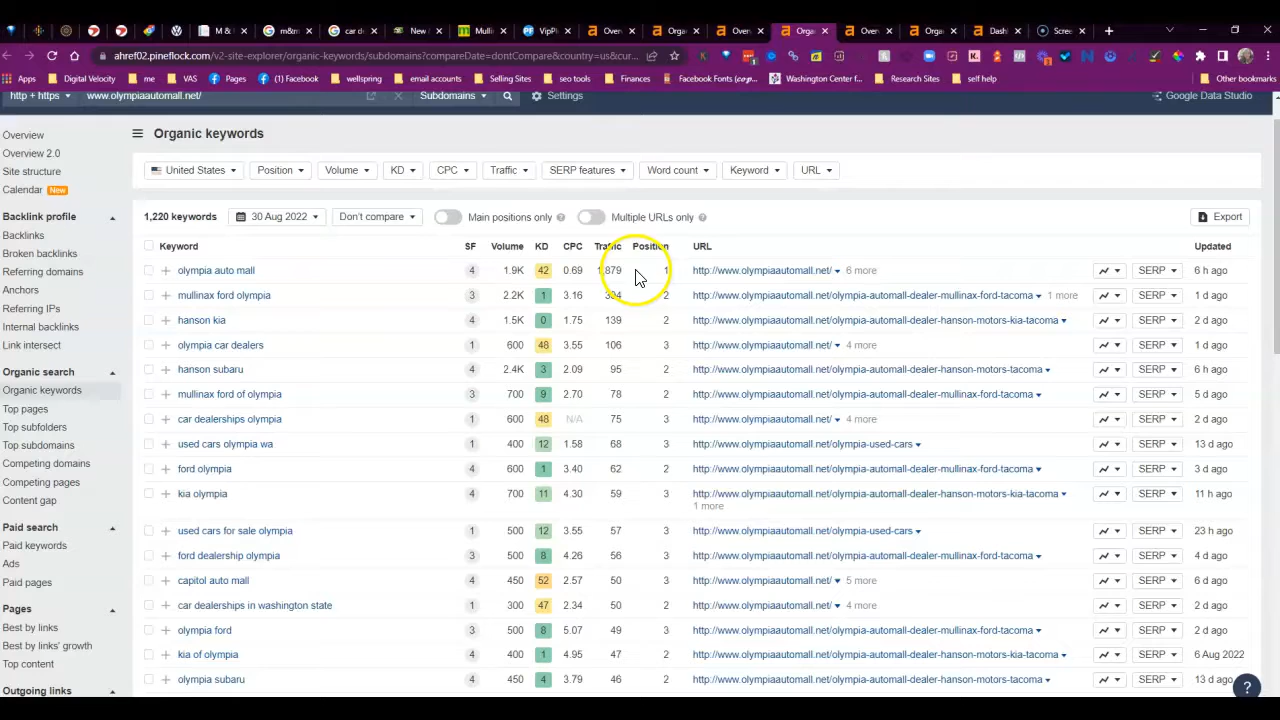 M & I
m&m
car d
New
Mullin
VipPi
Overv
Organ
Overv
Orga
Overv
Organ
Dash
Scree
ahref02.pineflock.com/v2-site-explorer/organic-keywords/subdomains?compareDate=dontCompare&country=us&cur...
Apps Digital Velocity me VAS Pages (1) Facebook wellspring email accounts Selling Sites seo tools Finances Facebook Fonts (cop... Washington Center f... Research Sites self help Other bookmarks
http + https www.olympiaautomall.net/ Subdomains Settings Google Data Studio
Overview
Overview 2.0
Site structure
Calendar New
Backlink profile
Backlinks
Broken backlinks
Referring domains
Anchors
Referring IPs
Internal backlinks
Link intersect
Organic search
Organic keywords
Top pages
Top subfolders
Top subdomains
Competing domains
Competing pages
Content gap
Paid search
Paid keywords
Ads
Paid pages
Pages
Best by links
Best by links' growth
Top content
Outgoing links
Organic keywords
United States Position Volume KD CPC Traffic SERP features Word count Keyword URL
1,220 keywords 30 Aug 2022 Don't compare Main positions only Multiple URLs only Export
Keyword SF Volume KD CPC Traffic Position URL Updated
olympia auto mall 4 1.9K 42 0.69 1,879 1 http://www.olympiaautomall.net/ 6 more SERP 6 h ago
mullinax ford olympia 3 2.2K 1 3.16 304 2 http://www.olympiaautomall.net/olympia-automall-dealer-mullinax-ford-tacoma 1 more SERP 1 d ago
hanson kia 4 1.5K 0 1.75 139 2 http://www.olympiaautomall.net/olympia-automall-dealer-hanson-motors-kia-tacoma SERP 2 d ago
olympia car dealers 1 600 48 3.55 106 3 http://www.olympiaautomall.net/ 4 more SERP 1 d ago
hanson subaru 4 2.4K 3 2.09 95 2 http://www.olympiaautomall.net/olympia-automall-dealer-hanson-motors-tacoma SERP 6 h ago
mullinax ford of olympia 3 700 9 2.70 78 2 http://www.olympiaautomall.net/olympia-automall-dealer-mullinax-ford-tacoma SERP 5 d ago
car dealerships olympia 1 600 48 N/A 75 3 http://www.olympiaautomall.net/ 4 more SERP 2 d ago
used cars olympia wa 1 400 12 1.58 68 3 http://www.olympiaautomall.net/olympia-used-cars SERP 13 d ago
ford olympia 4 600 1 3.40 62 2 http://www.olympiaautomall.net/olympia-automall-dealer-mullinax-ford-tacoma SERP 3 d ago
kia olympia 4 700 11 4.30 59 3 http://www.olympiaautomall.net/olympia-automall-dealer-hanson-motors-kia-tacoma SERP 11 h ago
1 more
used cars for sale olympia 1 500 12 3.55 57 3 http://www.olympiaautomall.net/olympia-used-cars SERP 23 h ago
ford dealership olympia 3 500 8 4.26 56 3 http://www.olympiaautomall.net/olympia-automall-dealer-mullinax-ford-tacoma SERP 4 d ago
capitol auto mall 4 450 52 2.57 50 3 http://www.olympiaautomall.net/ 5 more SERP 6 d ago
car dealerships in washington state 1 300 47 2.34 50 2 http://www.olympiaautomall.net/ 4 more SERP 2 d ago
olympia ford 3 500 8 5.07 49 3 http://www.olympiaautomall.net/olympia-automall-dealer-mullinax-ford-tacoma SERP 2 d ago
kia of olympia 4 400 1 4.95 47 2 http://www.olympiaautomall.net/olympia-automall-dealer-hanson-motors-kia-tacoma SERP 6 Aug 2022
olympia subaru 4 450 4 3.79 46 2 http://www.olympiaautomall.net/olympia-automall-dealer-hanson-motors-tacoma SERP 13 d ago
?